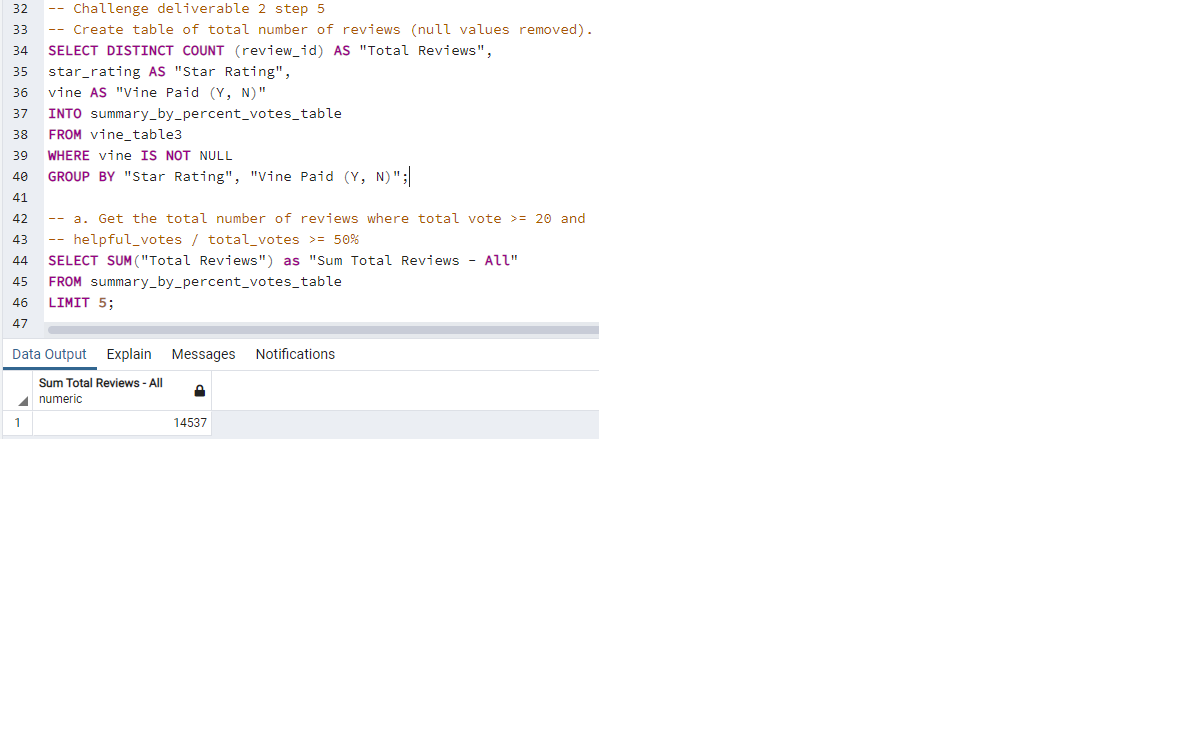 32 -- Challenge deliverable 2 step 5
33 -- Create table of total number of reviews (null values removed).
34 SELECT DISTINCT COUNT (review_id) AS "Total Reviews",
35 star_rating AS "Star Rating",
36 vine AS "Vine Paid (Y, N)"
37 INTO summary_by_percent_votes_table
38 FROM vine_table3
39 WHERE vine IS NOT NULL
40 GROUP BY "Star Rating", "Vine Paid (Y, N)";
41
42 -- a. Get the total number of reviews where total vote >= 20 and
43 -- helpful_votes / total_votes >= 50%
44 SELECT SUM("Total Reviews") as "Sum Total Reviews - All"
45 FROM summary_by_percent_votes_table
46 LIMIT 5;
47
Data Output Explain Messages Notifications
Sum Total Reviews - All
numeric
1 14537